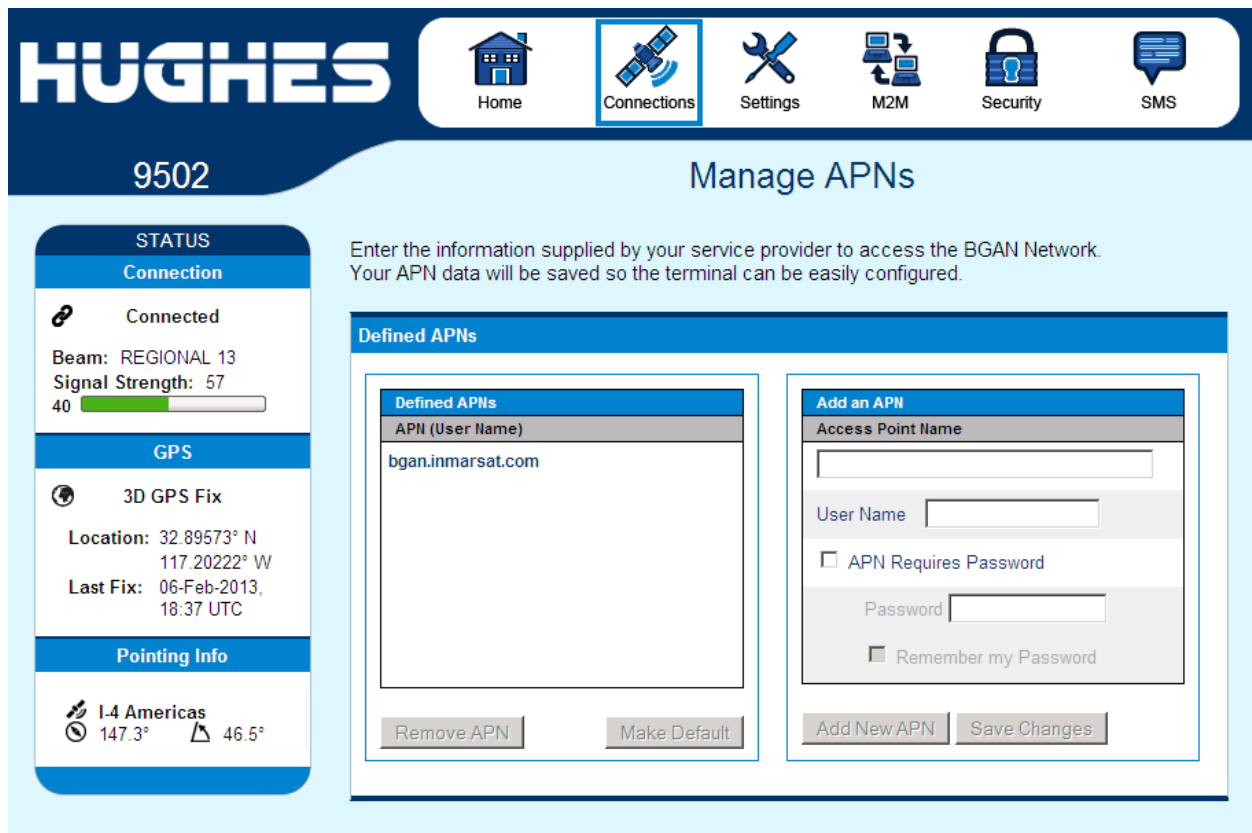 HUGHES
Home
Connections
Settings
M2M
Security
SMS
9502
Manage APNs
STATUS
Connection
Connected
Beam: REGIONAL 13
Signal Strength: 57
40
GPS
3D GPS Fix
Location: 32.89573° N
117.20222° W
Last Fix: 06-Feb-2013,
18:37 UTC
Pointing Info
I-4 Americas
147.3° 46.5°
Enter the information supplied by your service provider to access the BGAN Network.
Your APN data will be saved so the terminal can be easily configured.
Defined APNs
Defined APNs
APN (User Name)
bgan.inmarsat.com
Remove APN
Make Default
Add an APN
Access Point Name
User Name
APN Requires Password
Password
Remember my Password
Add New APN
Save Changes